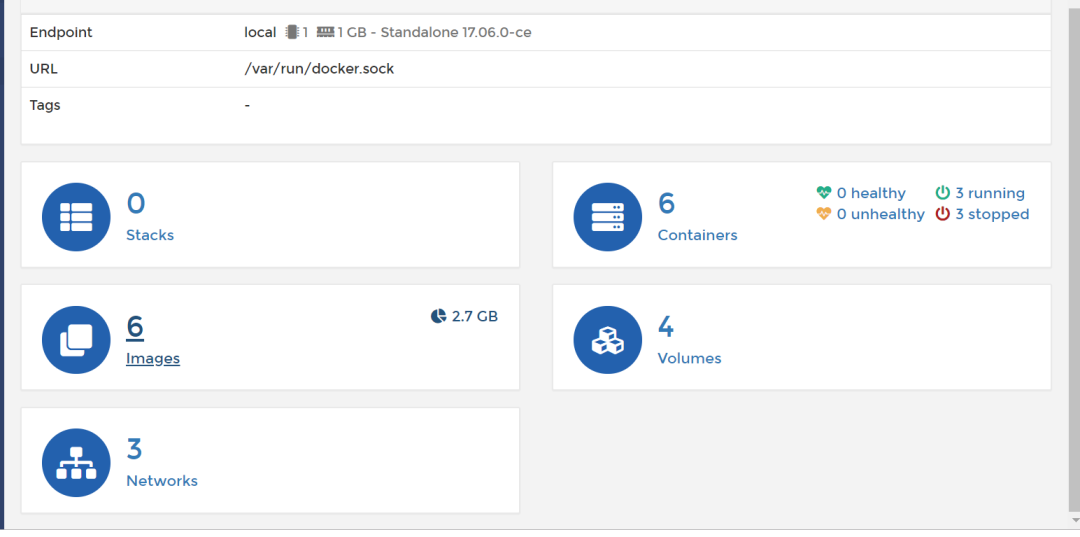 Endpoint local 1 1 GB - Standalone 17.06.0-ce
URL /var/run/docker.sock
Tags -
0
Stacks
6
Containers
0 healthy 3 running
0 unhealthy 3 stopped
6
Images
2.7 GB
4
Volumes
3
Networks